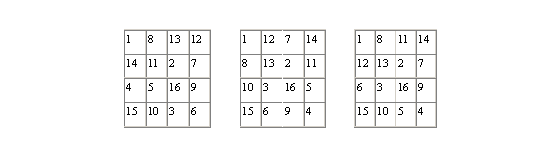 1 8 13 12
14 11 2 7
4 5 16 9
15 10 3 6
1 12 7 14
8 13 2 11
10 3 16 5
15 6 9 4
1 8 11 14
12 13 2 7
6 3 16 9
15 10 5 4